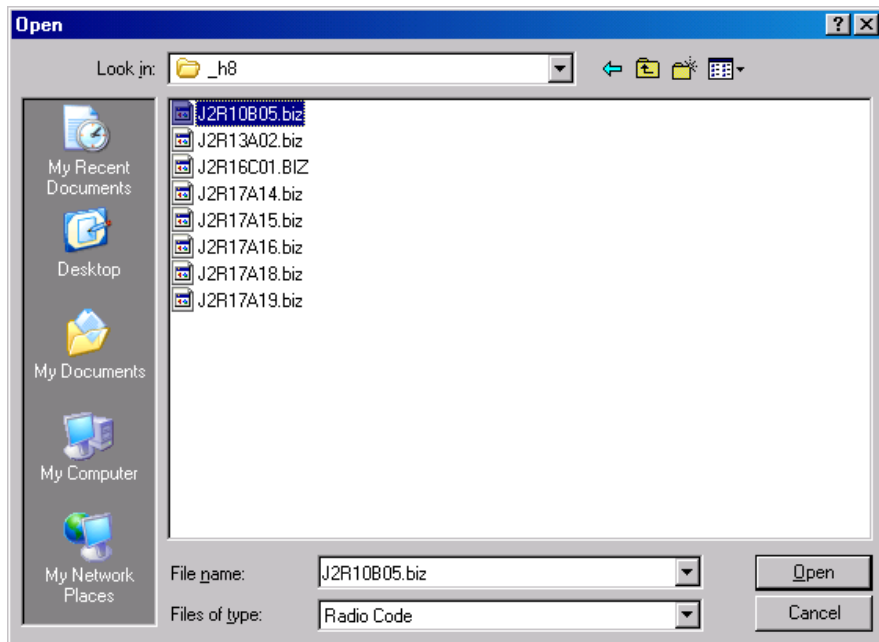 Open
Look in: _h8
J2R10B05.biz
J2R13A02.biz
J2R16C01.BIZ
J2R17A14.biz
J2R17A15.biz
J2R17A16.biz
J2R17A18.biz
J2R17A19.biz
My Recent
Documents
Desktop
My Documents
My Computer
My Network
Places
File name: J2R10B05.biz Open
Files of type: Radio Code Cancel